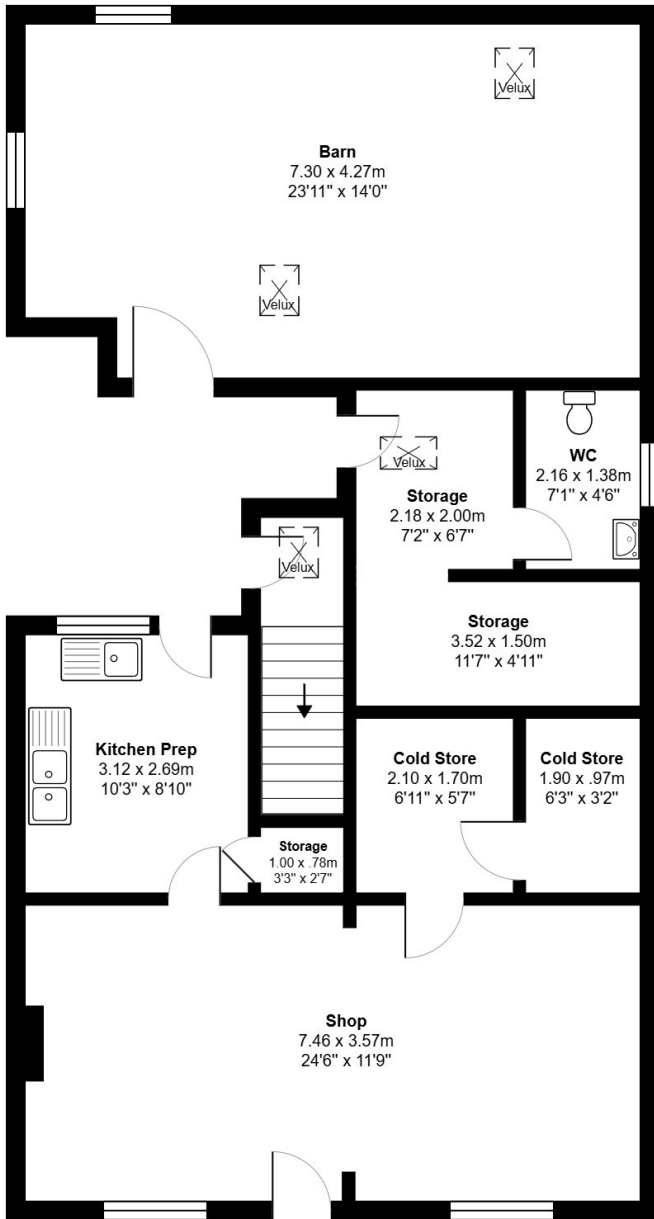 Velux
Barn
7.30 x 4.27m
23'11" x 14'0"
Velux
Velux
WC
2.16 x 1.38m
7'1" x 4'6"
Storage
2.18 x 2.00m
7'2" x 6'7"
Velux
Storage
3.52 x 1.50m
11'7" x 4'11"
Kitchen Prep
3.12 x 2.69m
10'3" x 8'10"
Cold Store
2.10 x 1.70m
6'11" x 5'7"
Cold Store
1.90 x .97m
6'3" x 3'2"
Storage
1.00 x .78m
3'3" x 2'7"
Shop
7.46 x 3.57m
24'6" x 11'9"